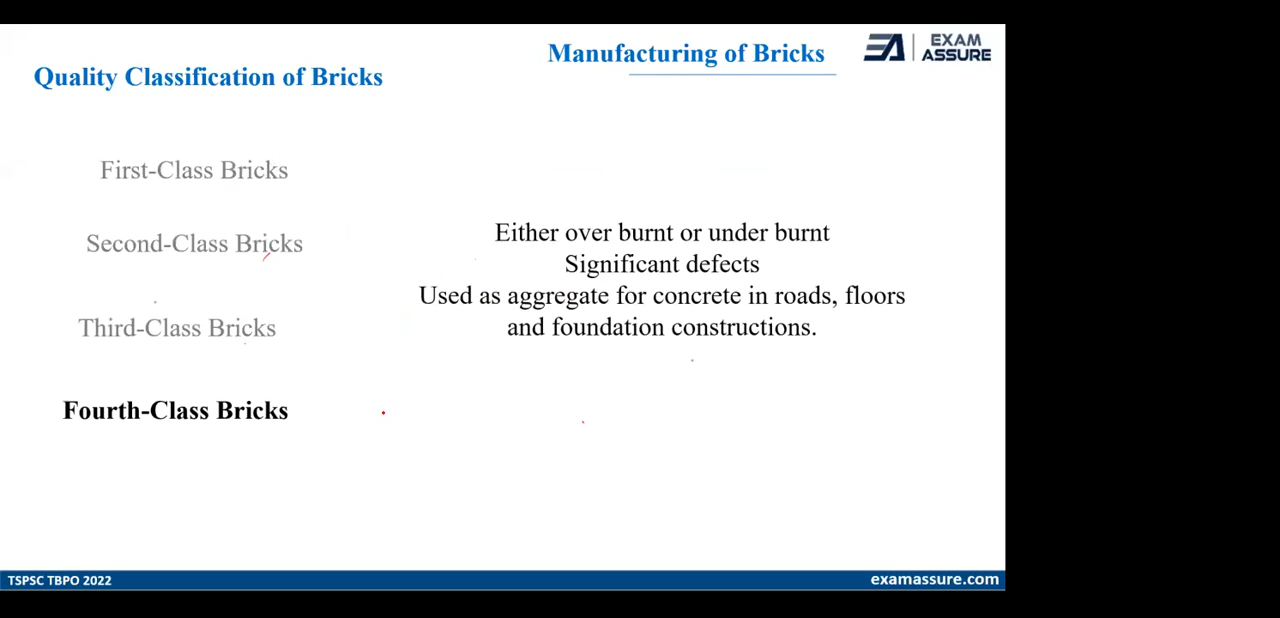 Manufacturing of Bricks
EXAM
ASSURE
Quality Classification of Bricks
First-Class Bricks
Second-Class Bricks
Third-Class Bricks
Fourth-Class Bricks
Either over burnt or under burnt
Significant defects
Used as aggregate for concrete in roads, floors
and foundation constructions.
TSPSC TBPO 2022
examassure.com